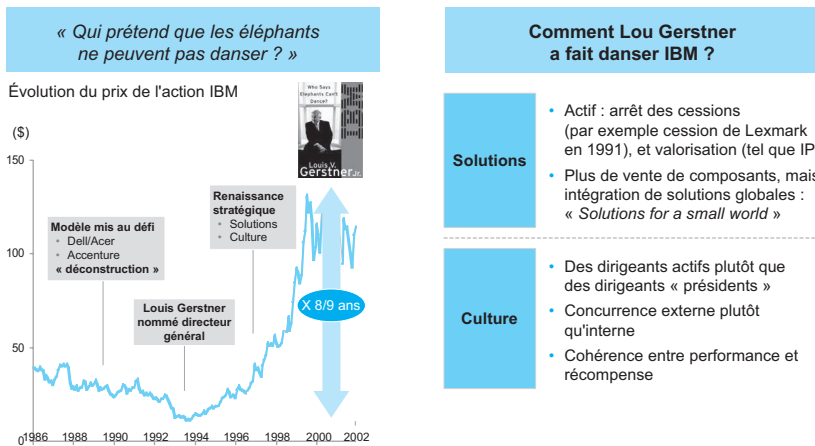 « Qui prétend que les éléphants
ne peuvent pas danser ? »
Évolution du prix de l'action IBM
($)
150
100
50
0
1986
1988
1990
1992
1994
1996
1998
2000
2002
Who Says
Elephants Can't
Dance?
IBM
Louis V.
Gerstner Jr.
Modèle mis au défi
• Dell/Acer
• Accenture
« déconstruction »
Louis Gerstner
nommé directeur
général
Renaissance
stratégique
• Solutions
• Culture
X 8/9 ans
Comment Lou Gerstner
a fait danser IBM ?
Solutions
• Actif : arrêt des cessions
(par exemple cession de Lexmark
en 1991), et valorisation (tel que IP
• Plus de vente de composants, mais
intégration de solutions globales :
« Solutions for a small world »
Culture
• Des dirigeants actifs plutôt que
des dirigeants « présidents »
• Concurrence externe plutôt
qu'interne
• Cohérence entre performance et
récompense